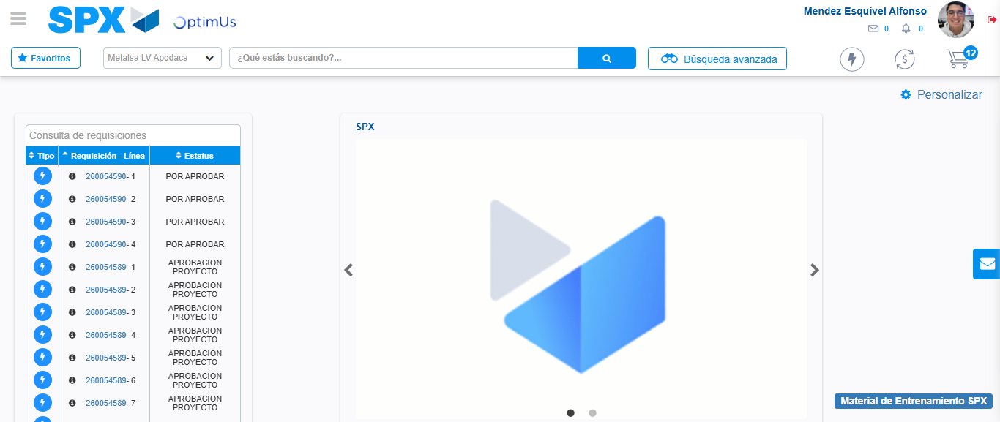 SPX
OptimUs
Mendez Esquivel Alfonso
0 0
Favoritos
Metalsa LV Apodaca
¿Qué estás buscando?...
Búsqueda avanzada
$
12
Personalizar
Consulta de requisiciones
Tipo Requisición - Línea Estatus
260054590- 1 POR APROBAR
260054590- 2 POR APROBAR
260054590- 3 POR APROBAR
260054590- 4 POR APROBAR
260054589- 1 APROBACION PROYECTO
260054589- 2 APROBACION PROYECTO
260054589- 3 APROBACION PROYECTO
260054589- 4 APROBACION PROYECTO
260054589- 5 APROBACION PROYECTO
260054589- 6 APROBACION PROYECTO
260054589- 7 APROBACION PROYECTO
SPX
Material de Entrenamiento SPX